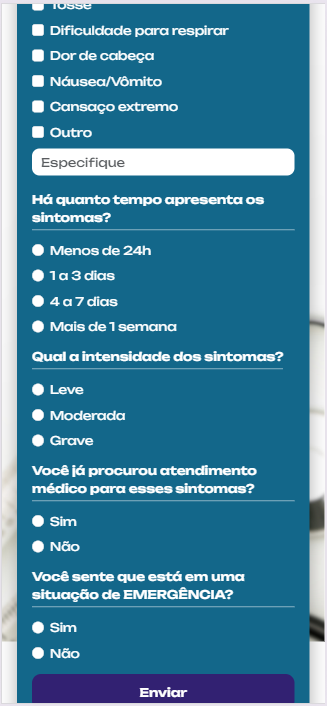 Tosse
Dificuldade para respirar
Dor de cabeça
Náusea/Vômito
Cansaço extremo
Outro
Especifique
Há quanto tempo apresenta os
sintomas?
Menos de 24h
1 a 3 dias
4 a 7 dias
Mais de 1 semana
Qual a intensidade dos sintomas?
Leve
Moderada
Grave
Você já procurou atendimento
médico para esses sintomas?
Sim
Não
Você sente que está em uma
situação de EMERGÊNCIA?
Sim
Não
Enviar